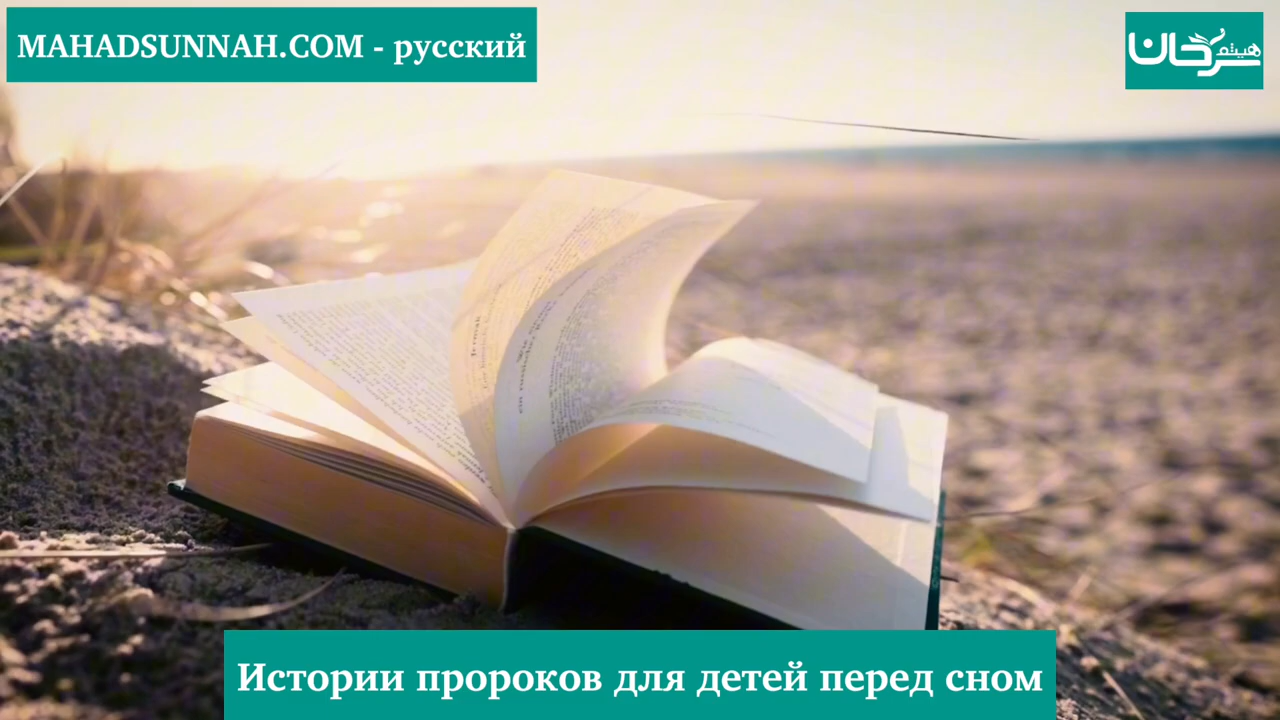 MAHADSUNNAH.COM - русский
هيثم سرحان
Истории пророков для детей перед сном